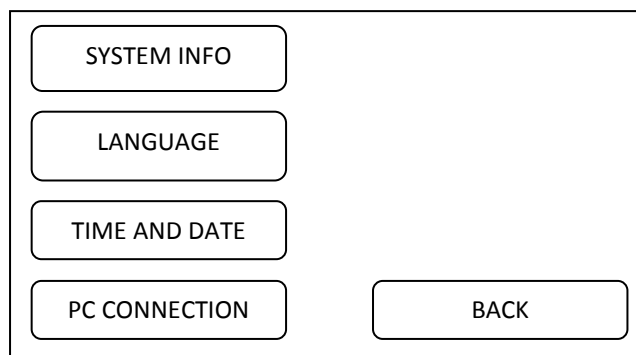 SYSTEM INFO
LANGUAGE
TIME AND DATE
PC CONNECTION
BACK